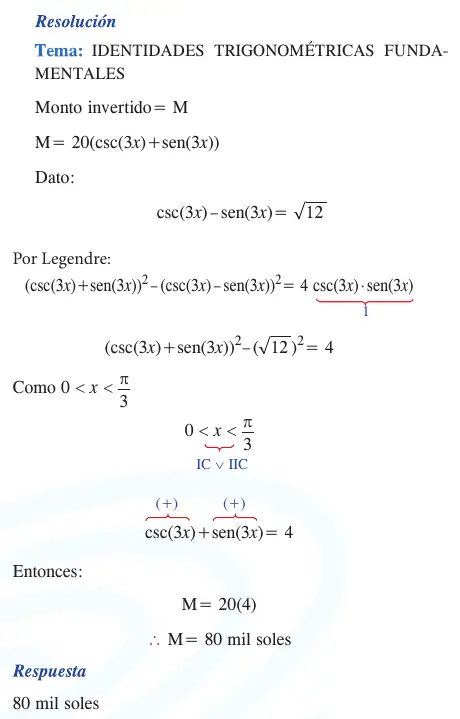 Resolución
Tema: IDENTIDADES TRIGONOMÉTRICAS FUNDA-
MENTALES
Monto invertido= M
M= 20(csc(3x)+sen(3x))
Dato:
csc(3x)–sen(3x)= √12
Por Legendre:
(csc(3x)+sen(3x))²–(csc(3x)–sen(3x))²= 4 csc(3x)·sen(3x)
1
(csc(3x)+sen(3x))²–(√12)²= 4
Como 0 < x < π/3
0 < x < π/3
IC ∨ IIC
(+) (+)
csc(3x)+sen(3x)= 4
Entonces:
M= 20(4)
∴ M= 80 mil soles
Respuesta
80 mil soles